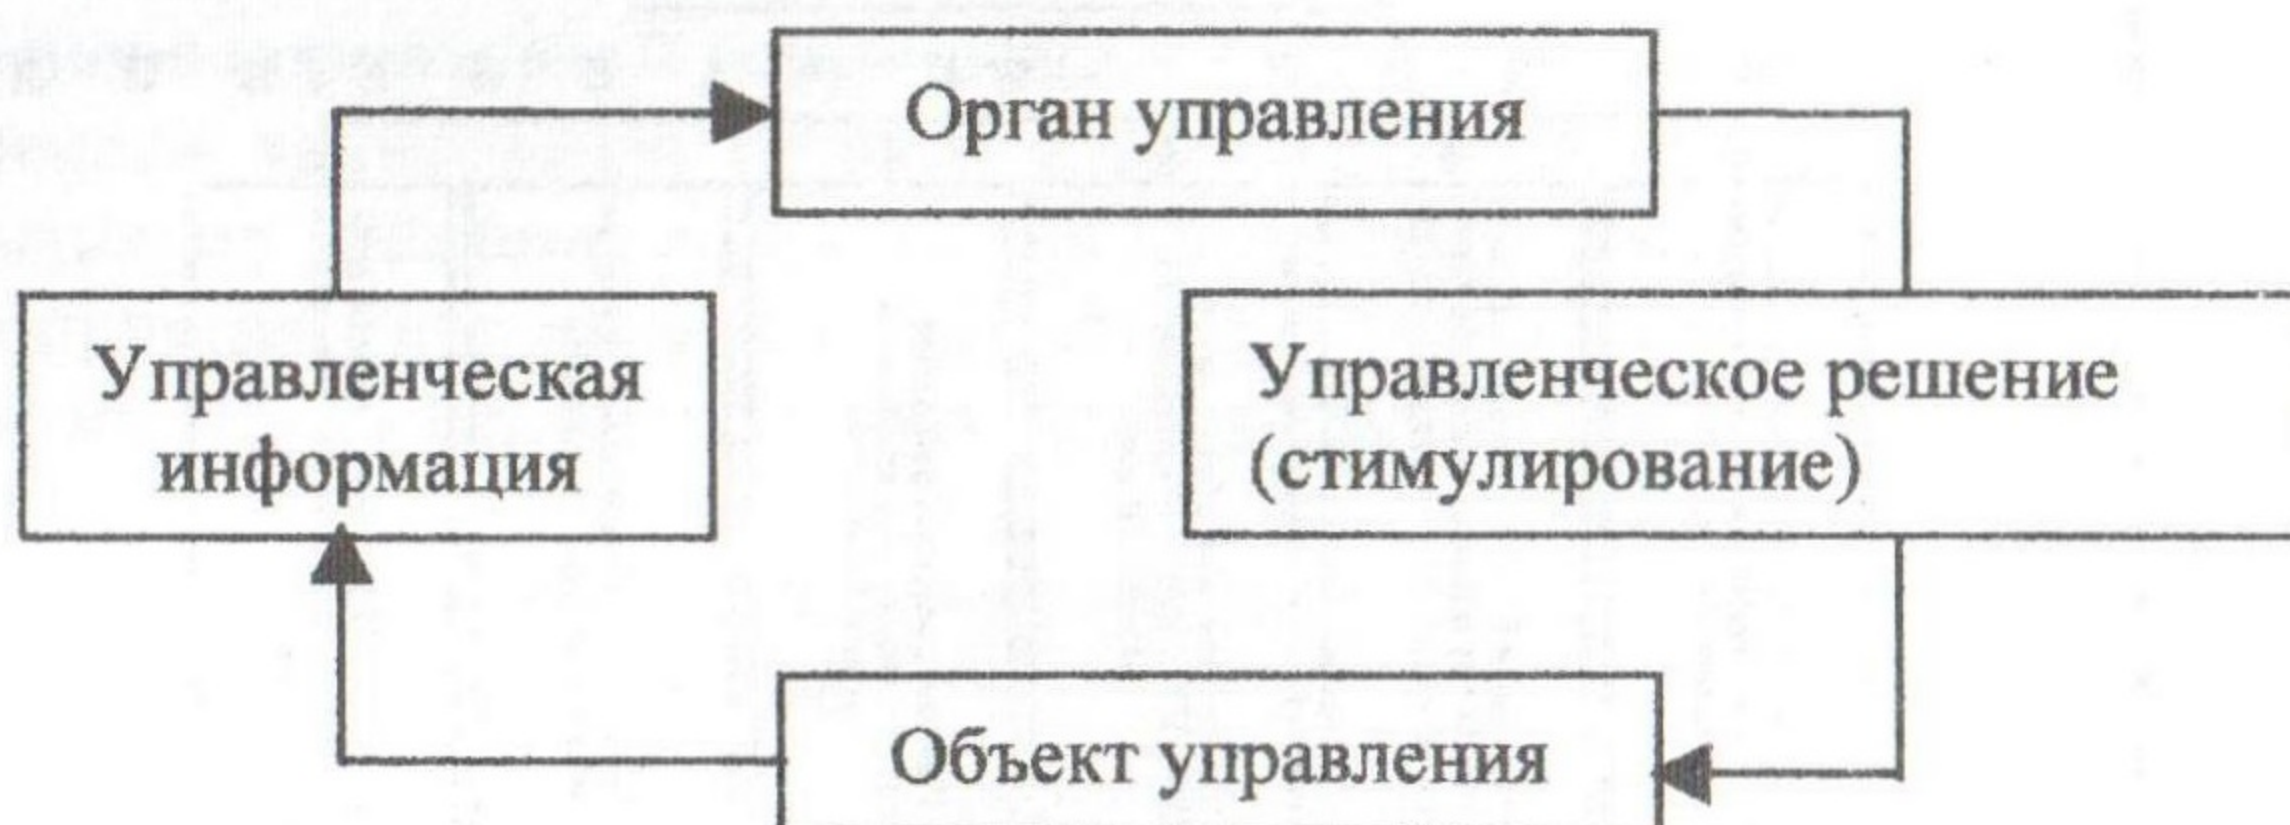 Орган управления
Управленческая
информация
Управленческое решение
(стимулирование)
Объект управления